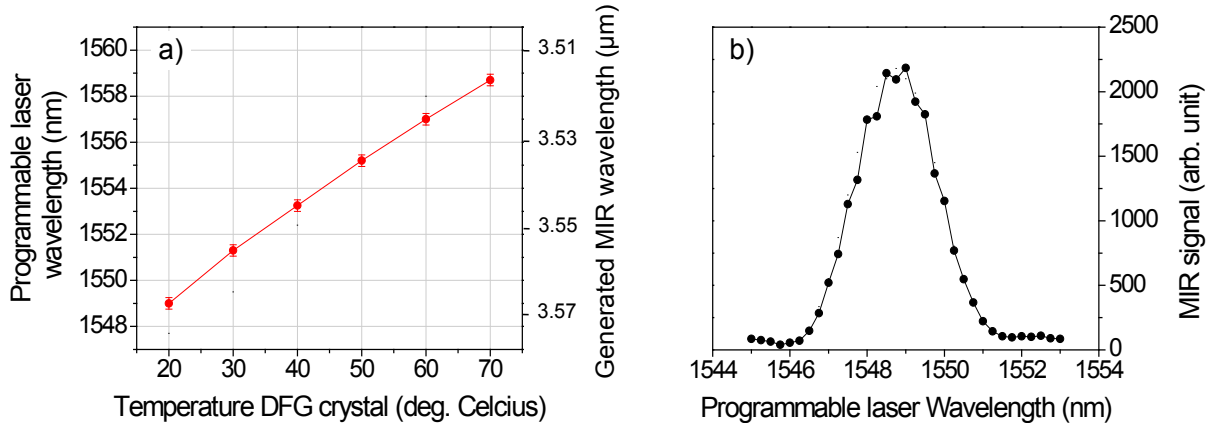 a)
Programmable laser
wavelength (nm)
1560
1558
1556
1554
1552
1550
1548
20 30 40 50 60 70
Temperature DFG crystal (deg. Celcius)
3.51
3.53
3.55
3.57
Generated MIR wavelength (µm)
b)
2500
2000
1500
1000
500
0
MIR signal (arb. unit)
1544 1546 1548 1550 1552 1554
Programmable laser Wavelength (nm)